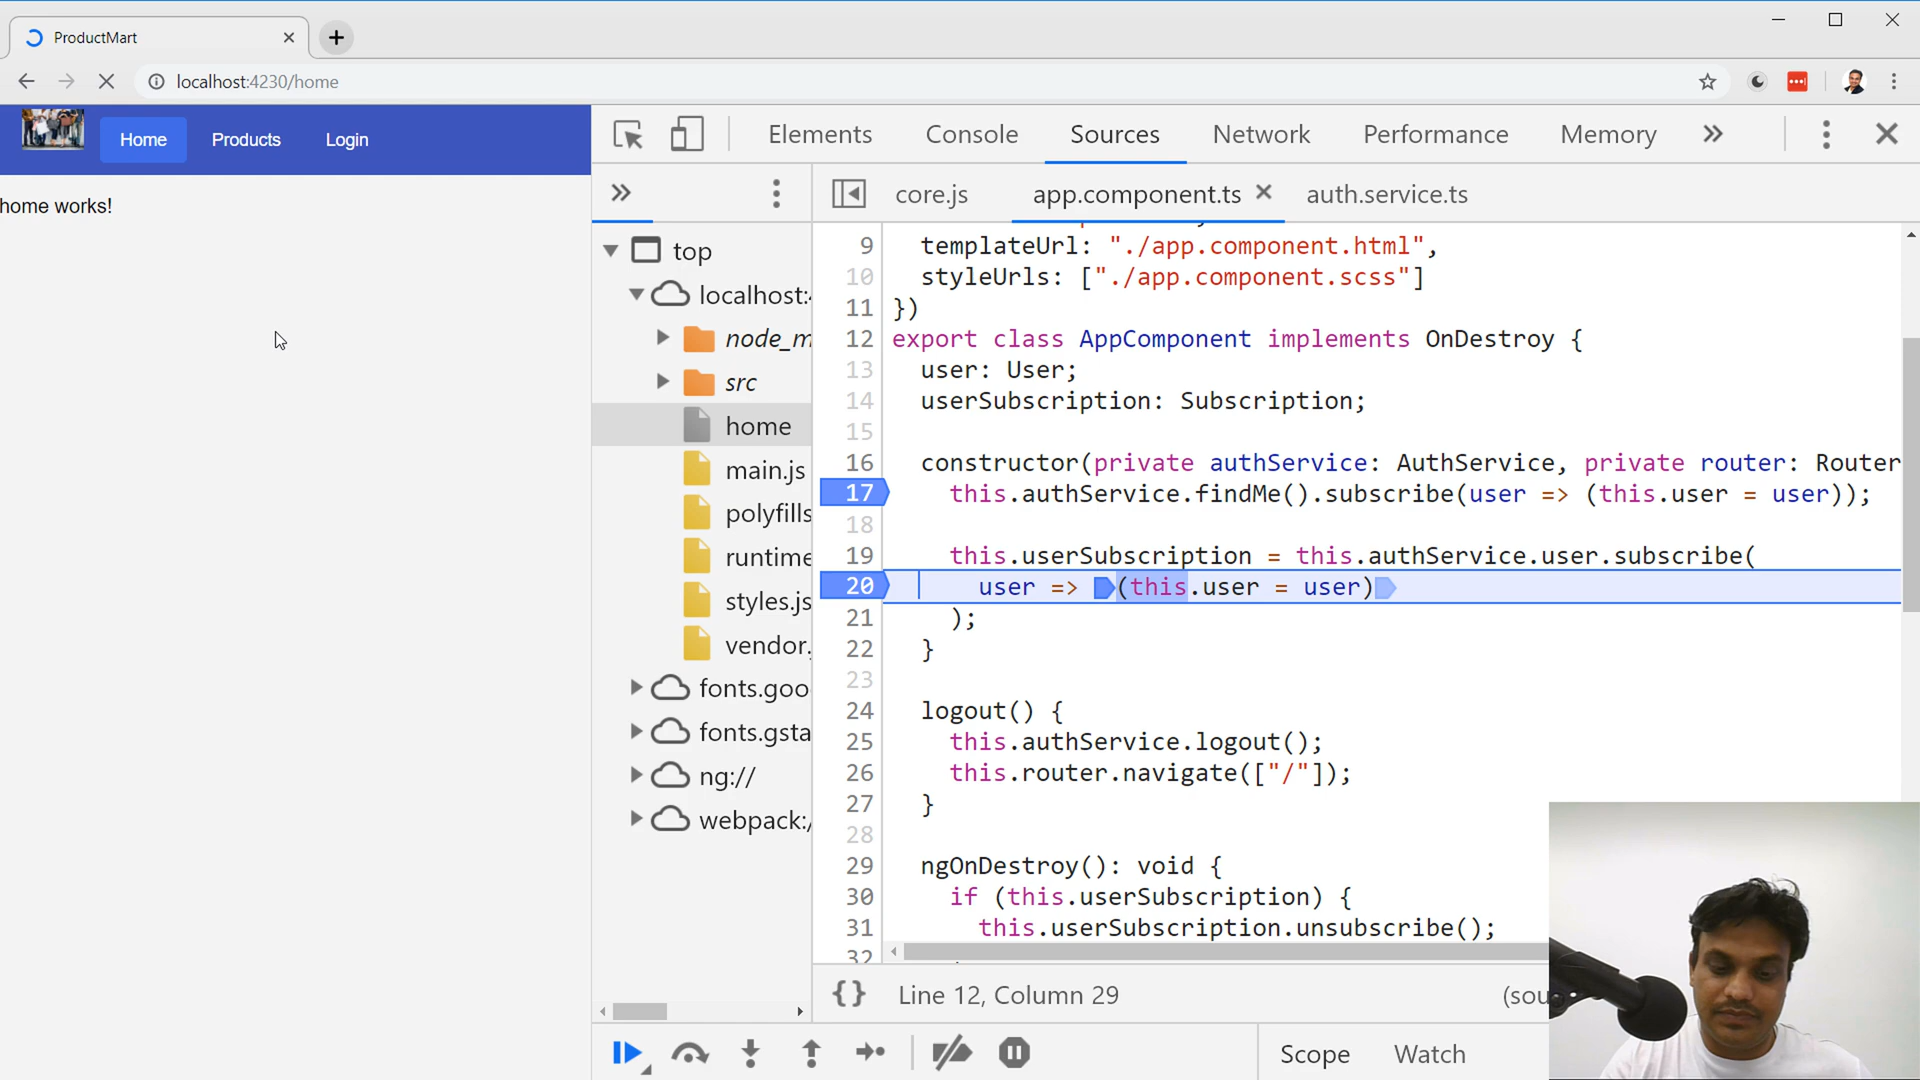 ProductMart
localhost:4230/home
Home Products Login
home works!
Elements Console Sources Network Performance Memory
core.js app.component.ts auth.service.ts
top
localhost:
node_m
src
home
main.js
polyfills
runtime
styles.js
vendor.
fonts.goo
fonts.gsta
ng://
webpack:/
9 templateUrl: "./app.component.html",
10 styleUrls: ["./app.component.scss"]
11 })
12 export class AppComponent implements OnDestroy {
13 user: User;
14 userSubscription: Subscription;
15
16 constructor(private authService: AuthService, private router: Router
17 this.authService.findMe().subscribe(user => (this.user = user));
18
19 this.userSubscription = this.authService.user.subscribe(
20 user => (this.user = user)
21 );
22 }
23
24 logout() {
25 this.authService.logout();
26 this.router.navigate(["/"]);
27 }
28
29 ngOnDestroy(): void {
30 if (this.userSubscription) {
31 this.userSubscription.unsubscribe();
32
{} Line 12, Column 29 (sou
Scope Watch